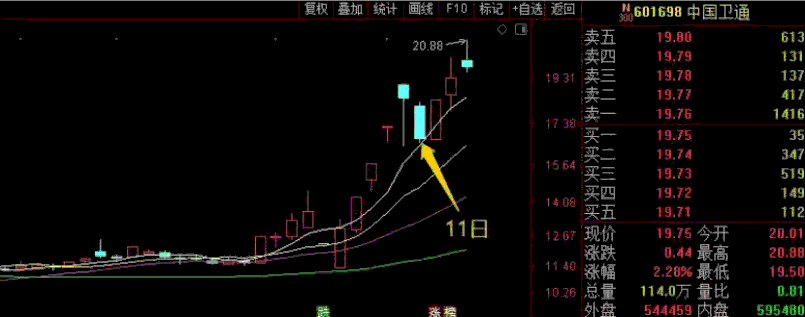 复权 叠加 统计 画线 F10 标记 +自选 返回
N 300 601698 中国卫通
20.88
19.31
17.38
15.64
14.08
12.67
11.40
10.26
11日
跌
涨 榜
卖五 19.80 613
卖四 19.79 131
卖三 19.78 137
卖二 19.77 417
卖一 19.76 1416
买一 19.75 35
买二 19.74 347
买三 19.73 519
买四 19.72 149
买五 19.71 112
现价 19.75 今开 20.01
涨跌 0.44 最高 20.88
涨幅 2.28% 最低 19.50
总量 114.0万 量比 0.81
外盘 544459 内盘 595480